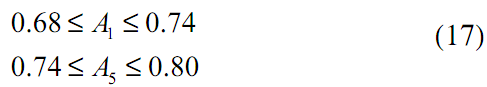 0.68 ≤ A₁ ≤ 0.74
(17)
0.74 ≤ A₅ ≤ 0.80